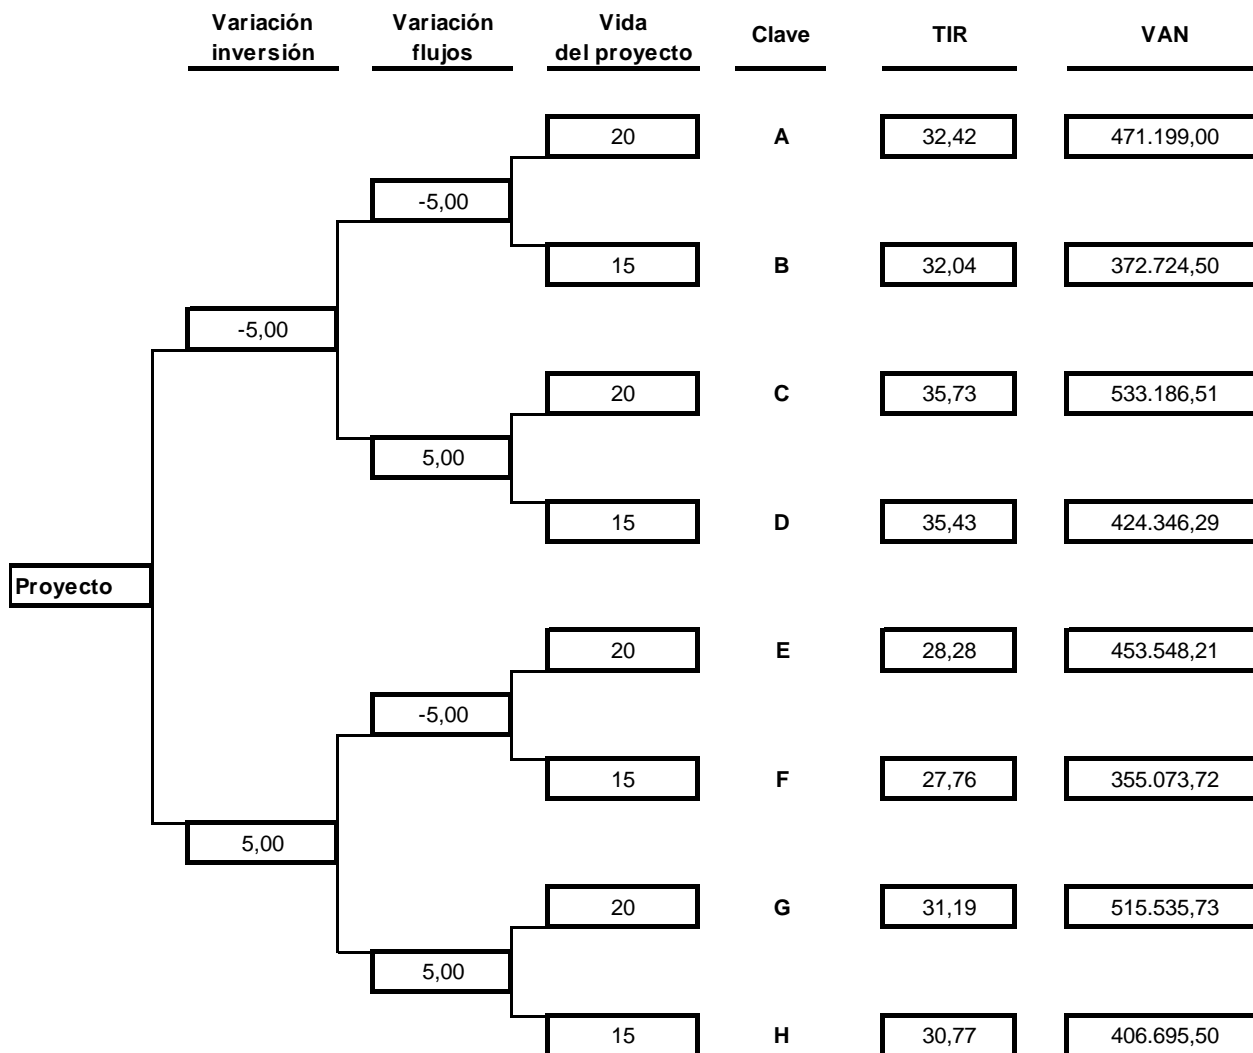 Variación inversión
Variación flujos
Vida del proyecto
Clave
TIR
VAN
20 A 32,42 471.199,00
-5,00
15 B 32,04 372.724,50
-5,00
20 C 35,73 533.186,51
5,00
15 D 35,43 424.346,29
Proyecto
20 E 28,28 453.548,21
-5,00
15 F 27,76 355.073,72
5,00
20 G 31,19 515.535,73
5,00
15 H 30,77 406.695,50